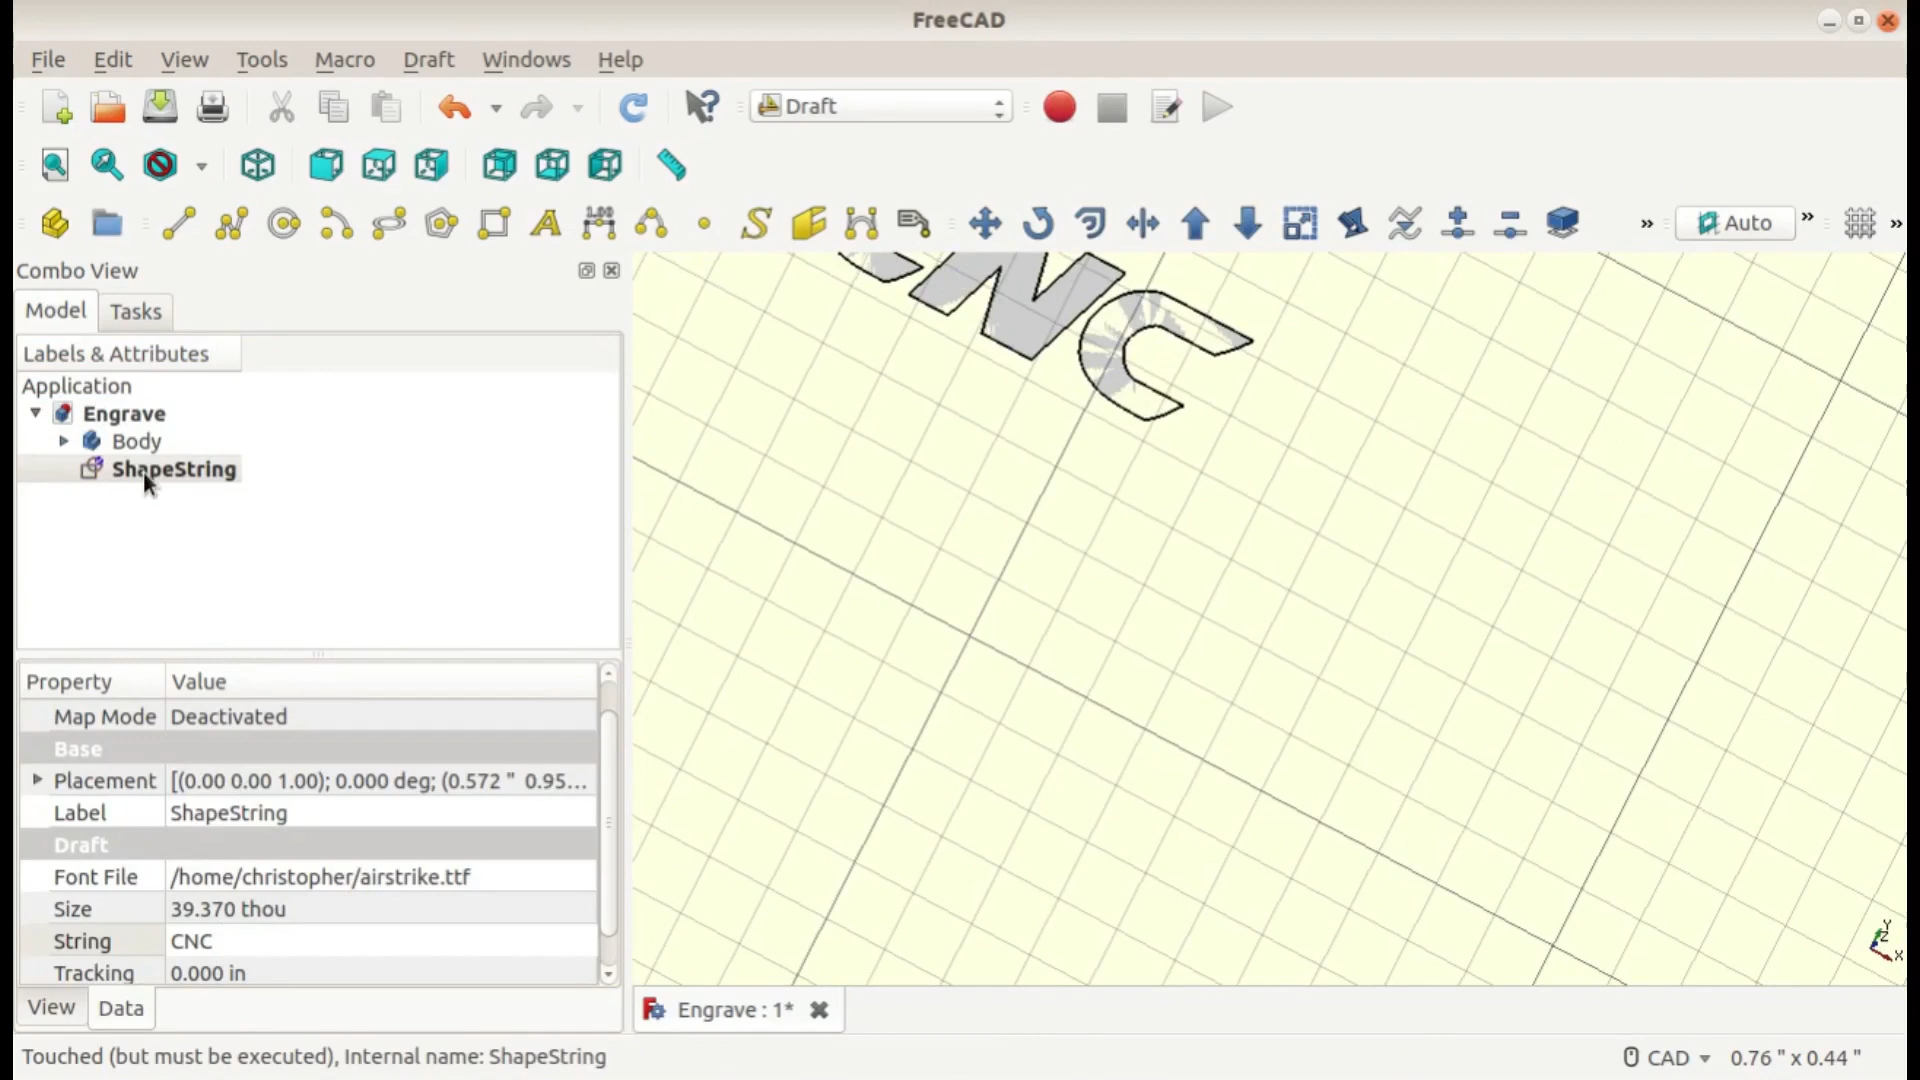 FreeCAD
File Edit View Tools Macro Draft Windows Help
Draft
1.00
» Auto » »
Combo View
Model Tasks
Labels & Attributes
Application
Engrave
Body
ShapeString
Property Value
Map Mode Deactivated
Base
Placement [(0.00 0.00 1.00); 0.000 deg; (0.572 " 0.95...
Label ShapeString
Draft
Font File /home/christopher/airstrike.ttf
Size 39.370 thou
String CNC
Tracking 0.000 in
View Data
CNC
Y
Z
X
Engrave : 1*
Touched (but must be executed), Internal name: ShapeString
CAD 0.76 " x 0.44 "